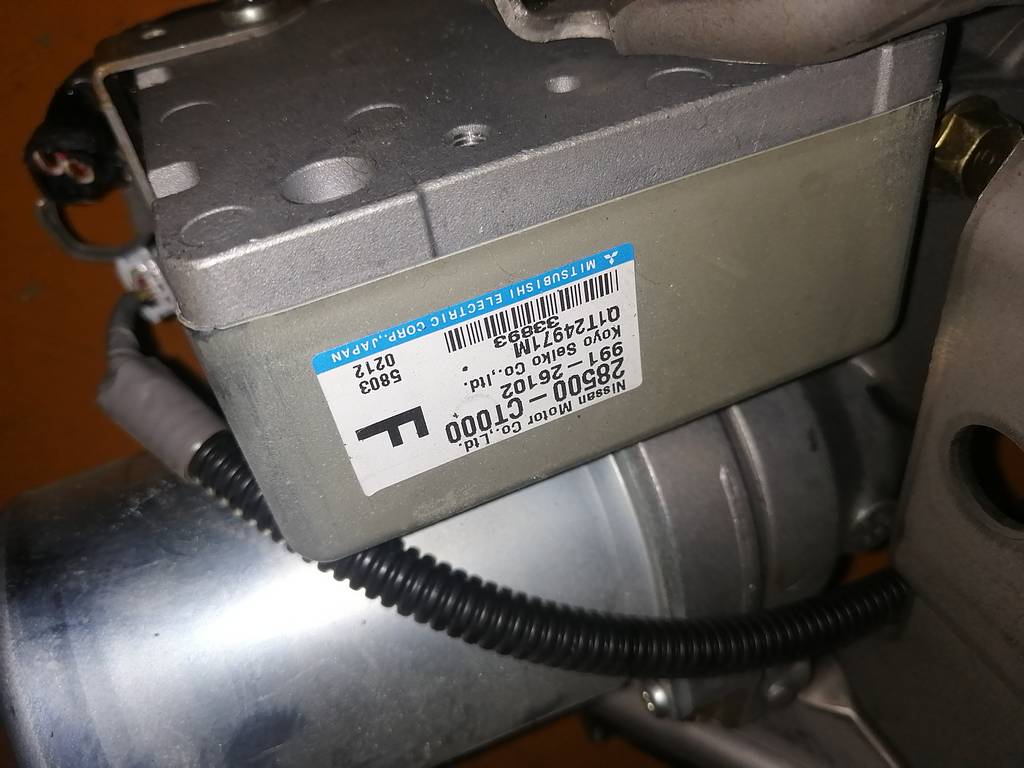 Nissan Motor Co.,Ltd.
28500-CT000
991-26102
Koyo Seiko Co.,ltd.
Q1T24971M
33893
F
5803
0212
MITSUBISHI ELECTRIC CORP.,JAPAN